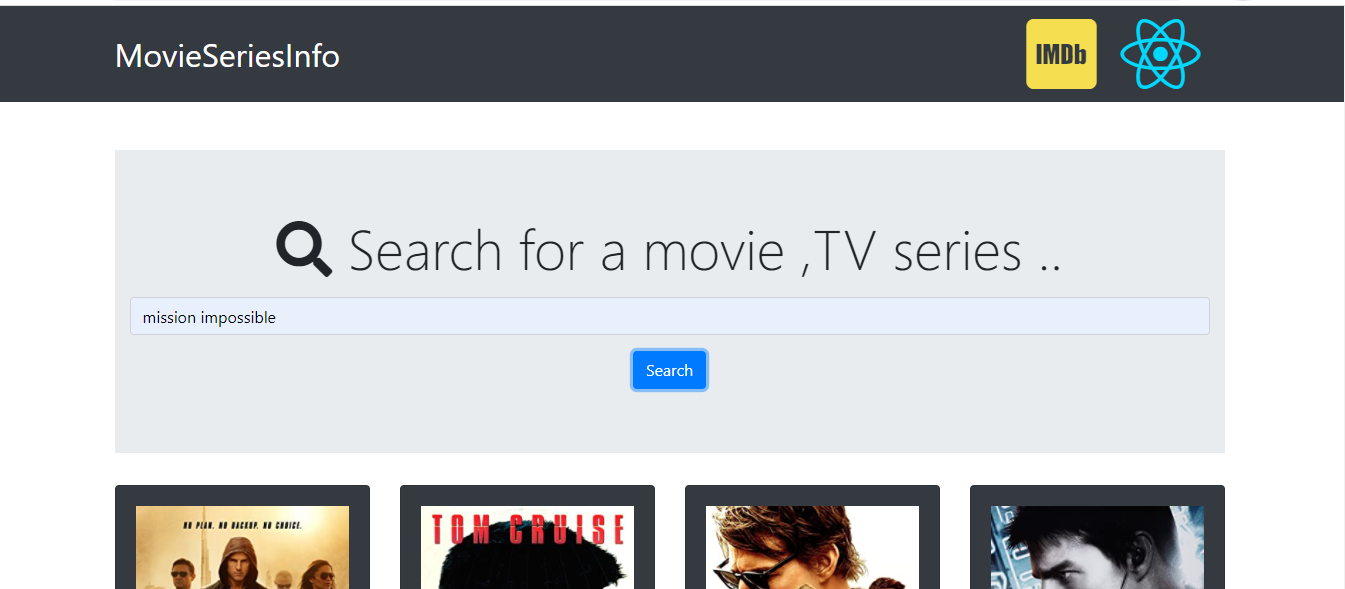 MovieSeriesInfo
IMDb
Search for a movie ,TV series ..
mission impossible
Search
NO PLAN. NO BACKUP. NO CHOICE.
TOM CRUISE